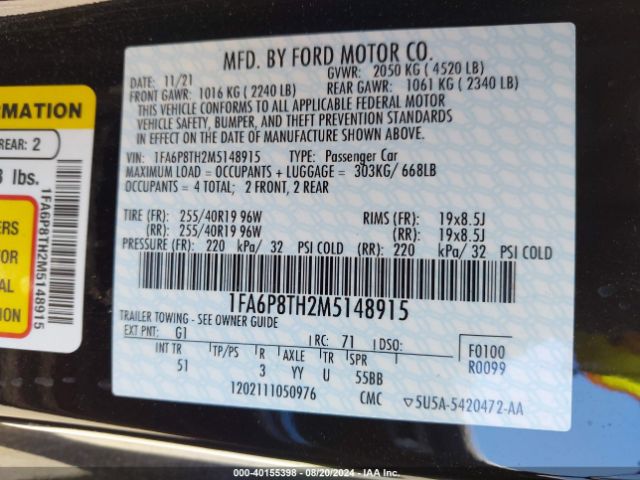 MFD. BY FORD MOTOR CO.
DATE: 11/21 GVWR: 2050 KG ( 4520 LB)
FRONT GAWR: 1016 KG ( 2240 LB) REAR GAWR: 1061 KG ( 2340 LB)
THIS VEHICLE CONFORMS TO ALL APPLICABLE FEDERAL MOTOR
VEHICLE SAFETY, BUMPER, AND THEFT PREVENTION STANDARDS
IN EFFECT ON THE DATE OF MANUFACTURE SHOWN ABOVE.
VIN: 1FA6P8TH2M5148915 TYPE: Passenger Car
MAXIMUM LOAD = OCCUPANTS + LUGGAGE = 303KG/ 668LB
OCCUPANTS = 4 TOTAL; 2 FRONT, 2 REAR
TIRE (FR): 255/40R19 96W RIMS (FR): 19x8.5J
(RR): 255/40R19 96W (RR): 19x8.5J
PRESSURE (FR): 220 kPa/ 32 PSI COLD (RR): 220 kPa/ 32 PSI COLD
1FA6P8TH2M5148915
TRAILER TOWING - SEE OWNER GUIDE
EXT PNT: G1 RC: 71 DSO: F0100
R0099
INT TR TP/PS R AXLE TR SPR
51 3 YY U 55BB
1202111050976 CMC 5U5A-5420472-AA
ORMATION
REAR: 2
lbs.
ERS
OR
1FA6P8TH2M5148915
000-40155398 - 08/20/2024 - IAA Inc.